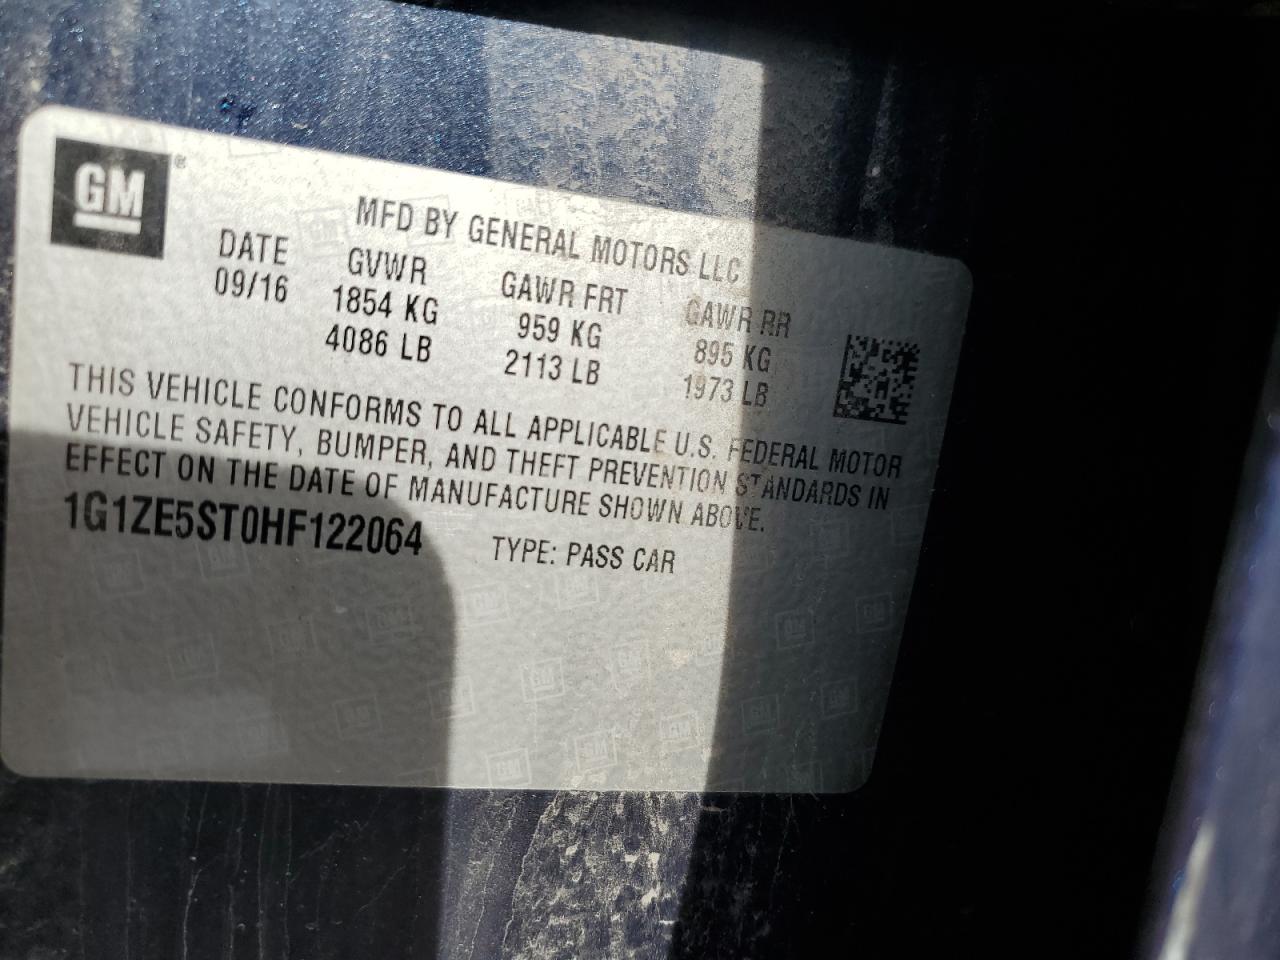 GM®
MFD BY GENERAL MOTORS LLC
DATE GVWR GAWR FRT GAWR RR
09/16 1854 KG 959 KG 895 KG
4086 LB 2113 LB 1973 LB
THIS VEHICLE CONFORMS TO ALL APPLICABLE U.S. FEDERAL MOTOR
VEHICLE SAFETY, BUMPER, AND THEFT PREVENTION STANDARDS IN
EFFECT ON THE DATE OF MANUFACTURE SHOWN ABOVE.
1G1ZE5ST0HF122064 TYPE: PASS CAR